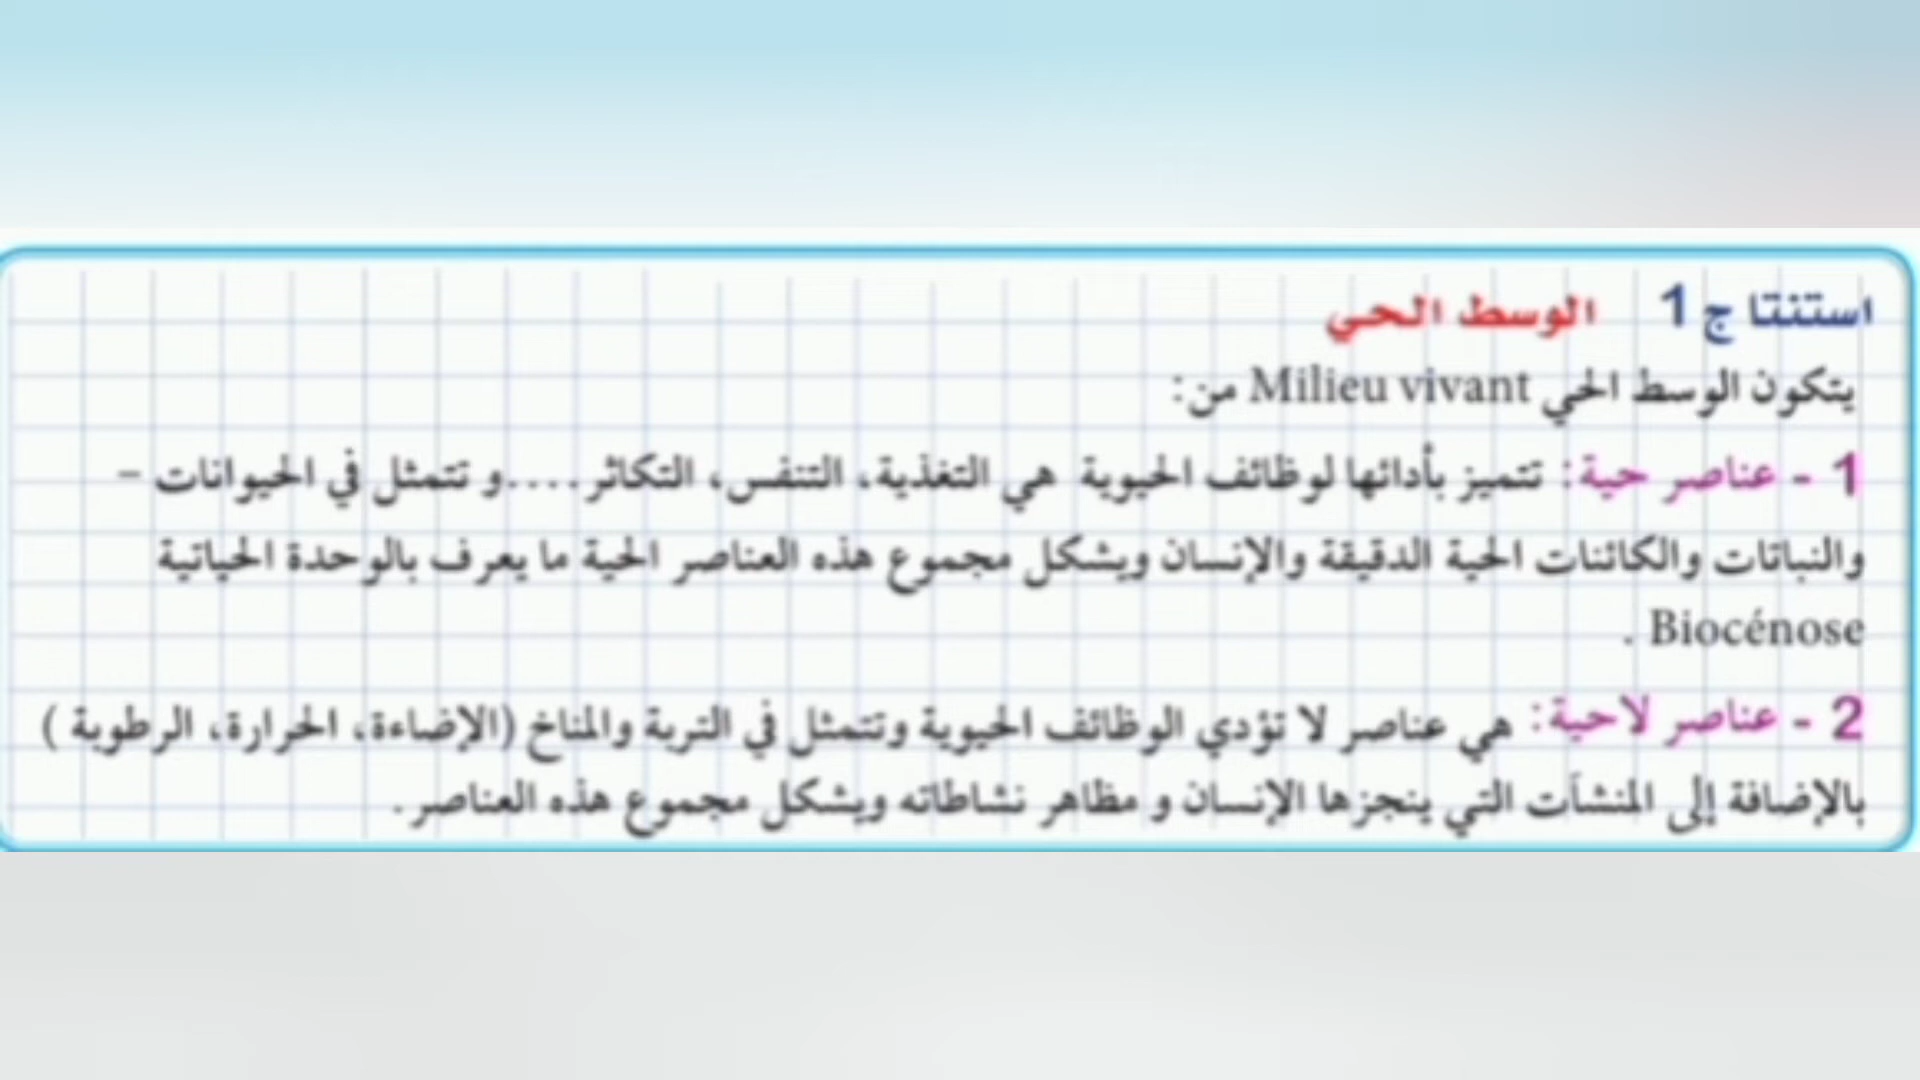 استنتا ج 1 الوسط الحي
يتكون الوسط الحي Milieu vivant من:
1 - عناصر حية: تتميز بأدائها لوظائف الحيوية هي التغذية، التنفس، التكاثر....و تتمثل في الحيوانات –
والنباتات والكائنات الحية الدقيقة والإنسان ويشكل مجموع هذه العناصر الحية ما يعرف بالوحدة الحياتية
Biocénose .
2 - عناصر لاحية: هي عناصر لا تؤدي الوظائف الحيوية وتتمثل في التربة والمناخ (الإضاءة، الحرارة، الرطوبة )
بالإضافة إلى المنشآت التي ينجزها الإنسان و مظاهر نشاطاته ويشكل مجموع هذه العناصر .